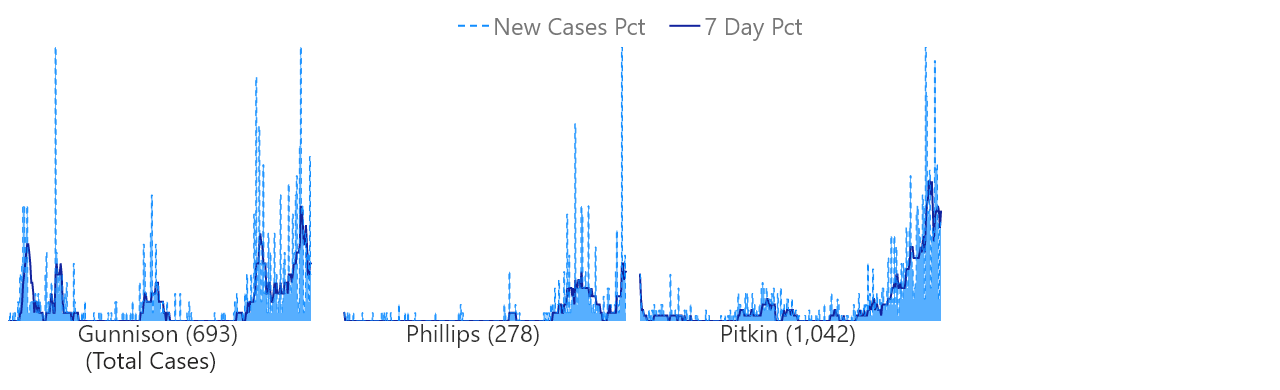 New Cases Pct 7 Day Pct
Gunnison (693) Phillips (278) Pitkin (1,042)
(Total Cases)